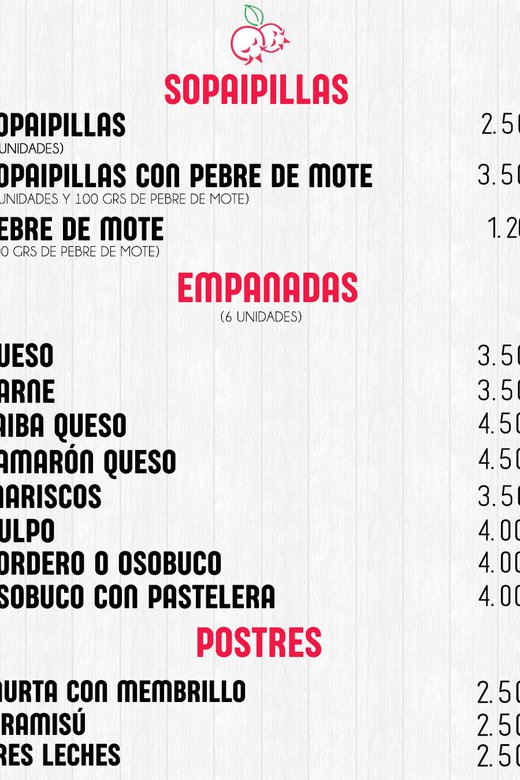 SOPAIPILLAS
OPAIPILLAS 2.50
UNIDADES)
OPAIPILLAS CON PEBRE DE MOTE 3.50
UNIDADES Y 100 GRS DE PEBRE DE MOTE)
EBRE DE MOTE 1.20
0 GRS DE PEBRE DE MOTE)
EMPANADAS
(6 UNIDADES)
UESO 3.50
ARNE 3.50
AIBA QUESO 4.50
AMARÓN QUESO 4.50
MARISCOS 3.50
ULPO 4.00
ORDERO O OSOBUCO 4.00
SOBUCO CON PASTELERA 4.00
POSTRES
MURTA CON MEMBRILLO 2.50
IRAMISÚ 2.50
RES LECHES 2.50